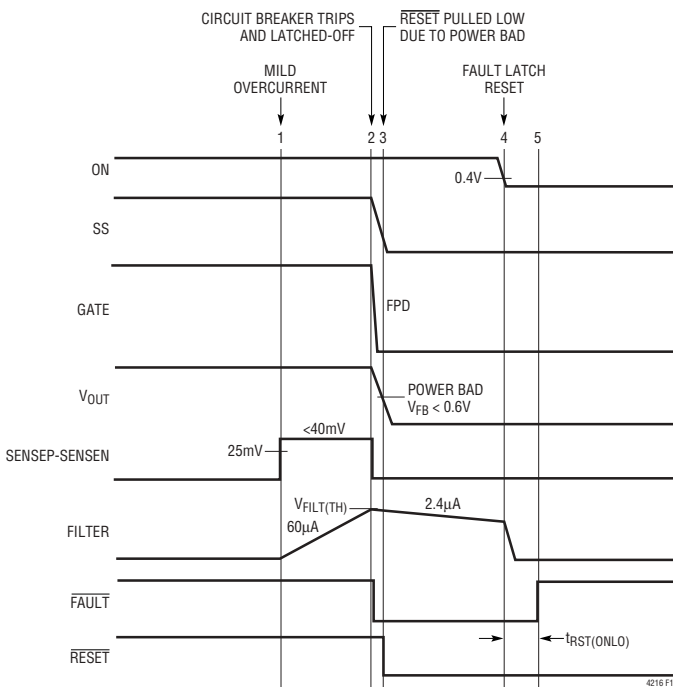 CIRCUIT BREAKER TRIPS
AND LATCHED-OFF
RESET PULLED LOW
DUE TO POWER BAD
MILD
OVERCURRENT
FAULT LATCH
RESET
1
2
3
4
5
ON
0.4V
SS
GATE
FPD
VOUT
POWER BAD
VFB < 0.6V
SENSEP-SENSEN
25mV
<40mV
FILTER
VFILT(TH)
60µA
2.4µA
FAULT
RESET
tRST(ONLO)
4216 F1